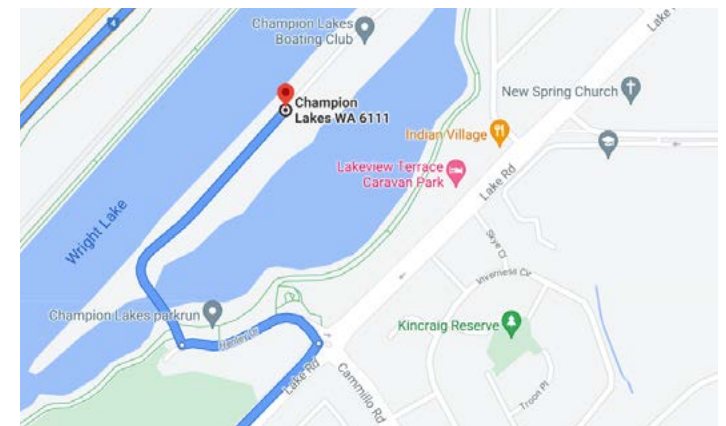 4
Champion Lakes
Boating Club
Champion
Lakes WA 6111
New Spring Church
Indian Village
Lakeview Terrace
Caravan Park
Lake Rd
Wright Lake
Skye Ct
Inverness Cir
Champion Lakes parkrun
Kincraig Reserve
Lake Rd
Cammillo Rd
Troon Pl